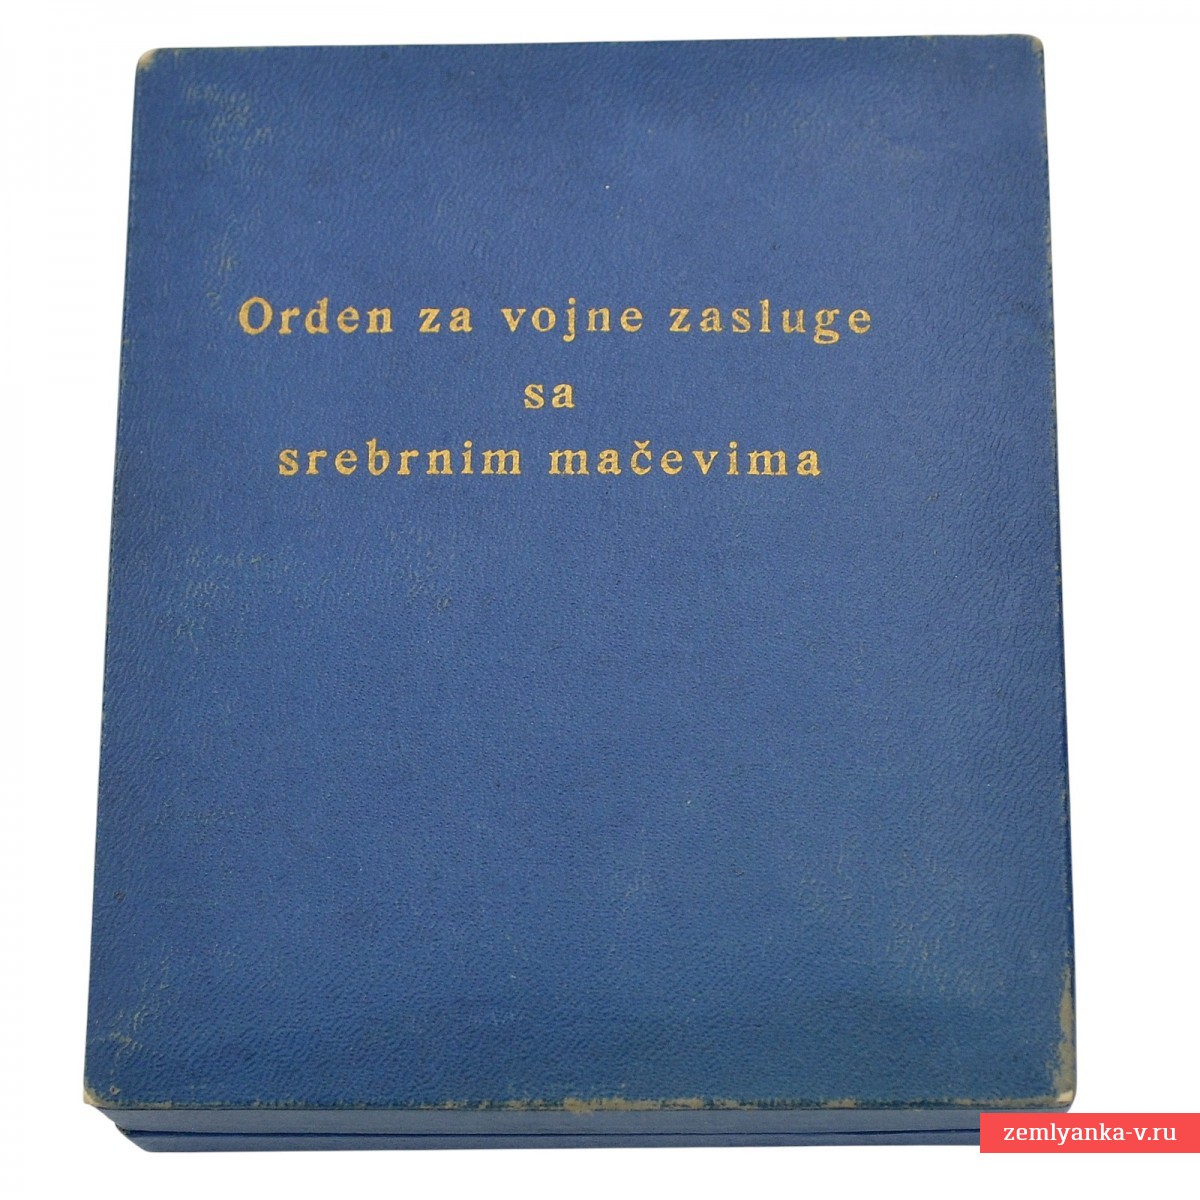 Orden za vojne zasluge
sa
srebrnim mačevima
zemlyanka-v.ru